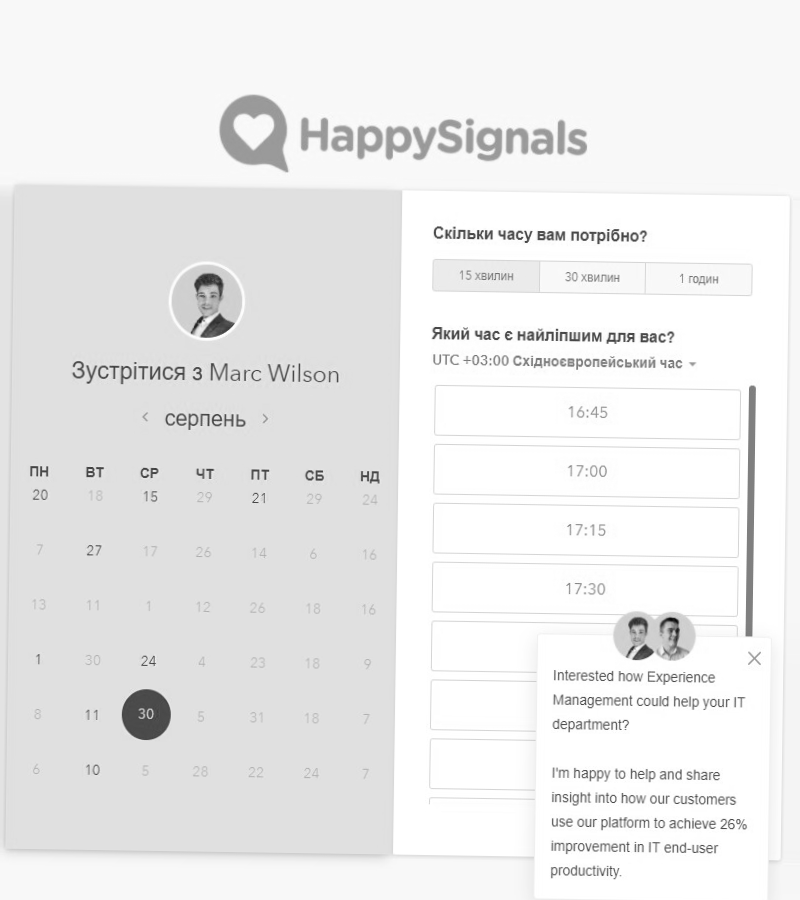 HappySignals
Зустрітися з Marc Wilson
серпень
ПН ВТ СР ЧТ ПТ СБ НД
20 18 15 29 21 29 24
7 27 17 26 14 6 16
13 11 1 12 26 18 16
1 30 24 4 23 18 9
8 11 30 5 31 18 7
6 10 5 28 22 24 7
Скільки часу вам потрібно?
15 хвилин 30 хвилин 1 годин
Який час є найліпшим для вас?
UTC +03:00 Східноєвропейський час
16:45
17:00
17:15
17:30
Interested how Experience
Management could help your IT
department?
I'm happy to help and share
insight into how our customers
use our platform to achieve 26%
improvement in IT end-user
productivity.